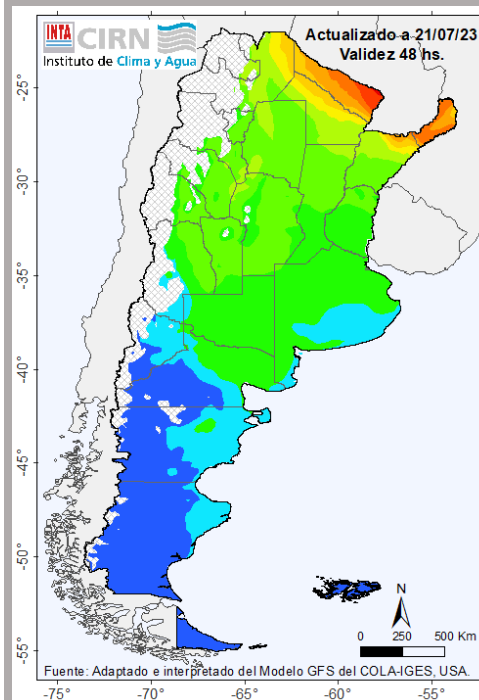 INTA CIRN
Instituto de Clima y Agua
Actualizado a 21/07/23
Validez 48 hs.
-25°
-30°
-35°
-40°
-45°
-50°
-55°
N
0 250 500 Km
Fuente: Adaptado e interpretado del Modelo GFS del COLA-IGES, USA.
-75° -70° -65° -60° -55°